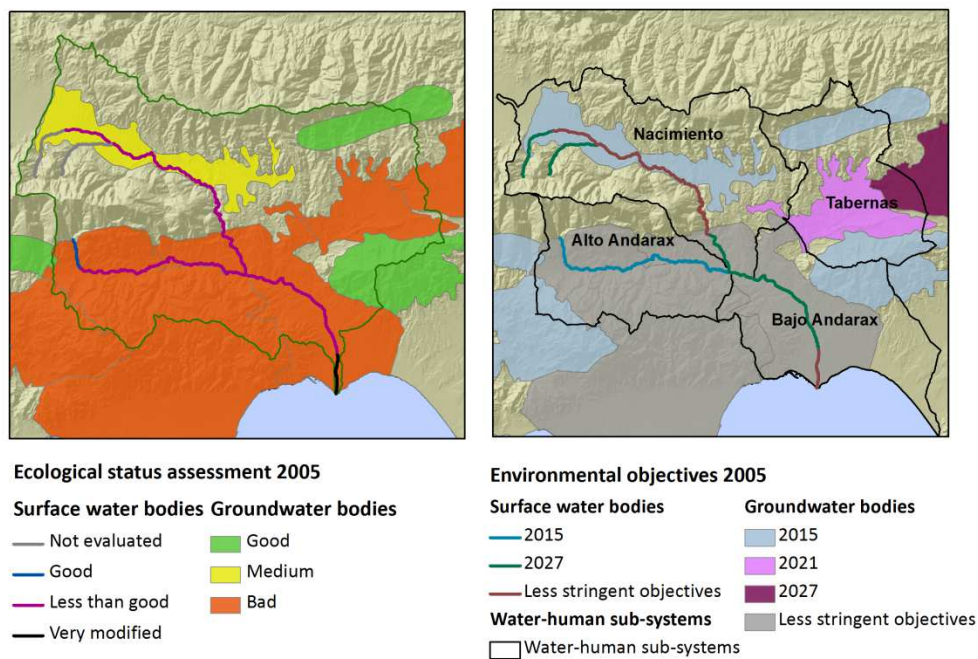 Nacimiento
Tabernas
Alto Andarax
Bajo Andarax
Ecological status assessment 2005
Surface water bodies Groundwater bodies
Not evaluated
Good
Good
Medium
Less than good
Bad
Very modified
Environmental objectives 2005
Surface water bodies
Groundwater bodies
2015
2015
2027
2021
Less stringent objectives
2027
Water-human sub-systems
Less stringent objectives
Water-human sub-systems